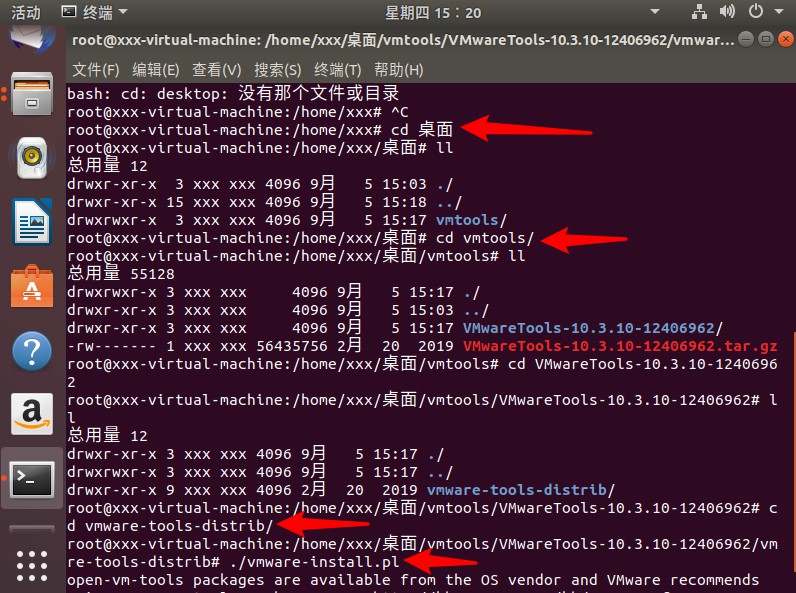 活动 终端 星期四 15：20
root@xxx-virtual-machine: /home/xxx/桌面/vmtools/VMwareTools-10.3.10-12406962/vmwar...
文件(F) 编辑(E) 查看(V) 搜索(S) 终端(T) 帮助(H)
bash: cd: desktop: 没有那个文件或目录
root@xxx-virtual-machine:/home/xxx# ^C
root@xxx-virtual-machine:/home/xxx# cd 桌面
root@xxx-virtual-machine:/home/xxx/桌面# ll
总用量 12
drwxr-xr-x  3 xxx xxx 4096 9月   5 15:03 ./
drwxr-xr-x 15 xxx xxx 4096 9月   5 15:18 ../
drwxrwxr-x  3 xxx xxx 4096 9月   5 15:17 vmtools/
root@xxx-virtual-machine:/home/xxx/桌面# cd vmtools/
root@xxx-virtual-machine:/home/xxx/桌面/vmtools# ll
总用量 55128
drwxrwxr-x 3 xxx xxx     4096 9月   5 15:17 ./
drwxr-xr-x 3 xxx xxx     4096 9月   5 15:03 ../
drwxr-xr-x 3 xxx xxx     4096 9月   5 15:17 VMwareTools-10.3.10-12406962/
-rw------- 1 xxx xxx 56435756 2月  20  2019 VMwareTools-10.3.10-12406962.tar.gz
root@xxx-virtual-machine:/home/xxx/桌面/vmtools# cd VMwareTools-10.3.10-1240696
2
root@xxx-virtual-machine:/home/xxx/桌面/vmtools/VMwareTools-10.3.10-12406962# l
l
总用量 12
drwxr-xr-x 3 xxx xxx 4096 9月   5 15:17 ./
drwxrwxr-x 3 xxx xxx 4096 9月   5 15:17 ../
drwxr-xr-x 9 xxx xxx 4096 2月  20  2019 vmware-tools-distrib/
root@xxx-virtual-machine:/home/xxx/桌面/vmtools/VMwareTools-10.3.10-12406962# c
d vmware-tools-distrib/
root@xxx-virtual-machine:/home/xxx/桌面/vmtools/VMwareTools-10.3.10-12406962/vm
re-tools-distrib# ./vmware-install.pl
open-vm-tools packages are available from the OS vendor and VMware recommends